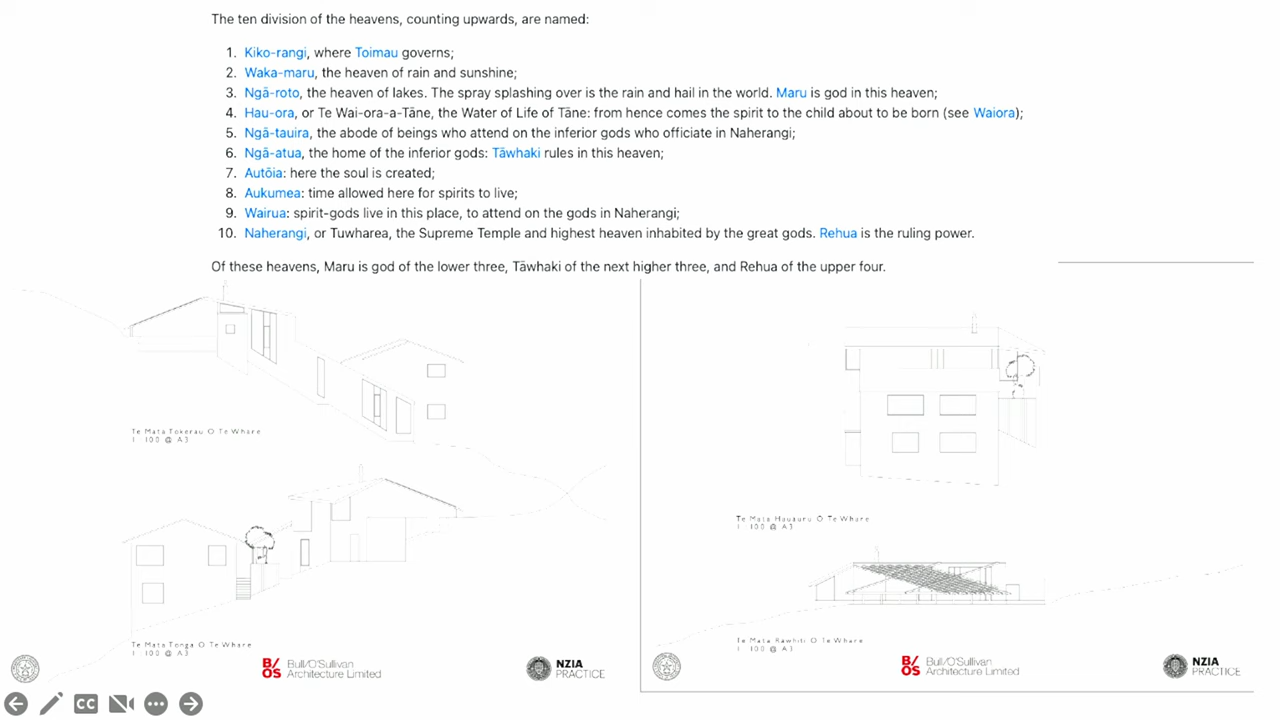 The ten division of the heavens, counting upwards, are named:
1. Kiko-rangi, where Toimau governs;
2. Waka-maru, the heaven of rain and sunshine;
3. Ngā-roto, the heaven of lakes. The spray splashing over is the rain and hail in the world. Maru is god in this heaven;
4. Hau-ora, or Te Wai-ora-a-Tāne, the Water of Life of Tāne: from hence comes the spirit to the child about to be born (see Waiora);
5. Ngā-tauira, the abode of beings who attend on the inferior gods who officiate in Naherangi;
6. Ngā-atua, the home of the inferior gods: Tāwhaki rules in this heaven;
7. Autōia: here the soul is created;
8. Aukumea: time allowed here for spirits to live;
9. Wairua: spirit-gods live in this place, to attend on the gods in Naherangi;
10. Naherangi, or Tuwharea, the Supreme Temple and highest heaven inhabited by the great gods. Rehua is the ruling power.
Of these heavens, Maru is god of the lower three, Tāwhaki of the next higher three, and Rehua of the upper four.
Te Mata Tokerau O Te Whare
1 100 @ A3
Te Mata Tonga O Te Whare
1 100 @ A3
B/OS Bull/O'Sullivan
Architecture Limited
NZIA
PRACTICE
Te Mata Hauauru O Te Whare
1 100 @ A3
Te Mata Rawhiti O Te Whare
1 100 @ A3
B/OS Bull/O'Sullivan
Architecture Limited
NZIA
PRACTICE
CC